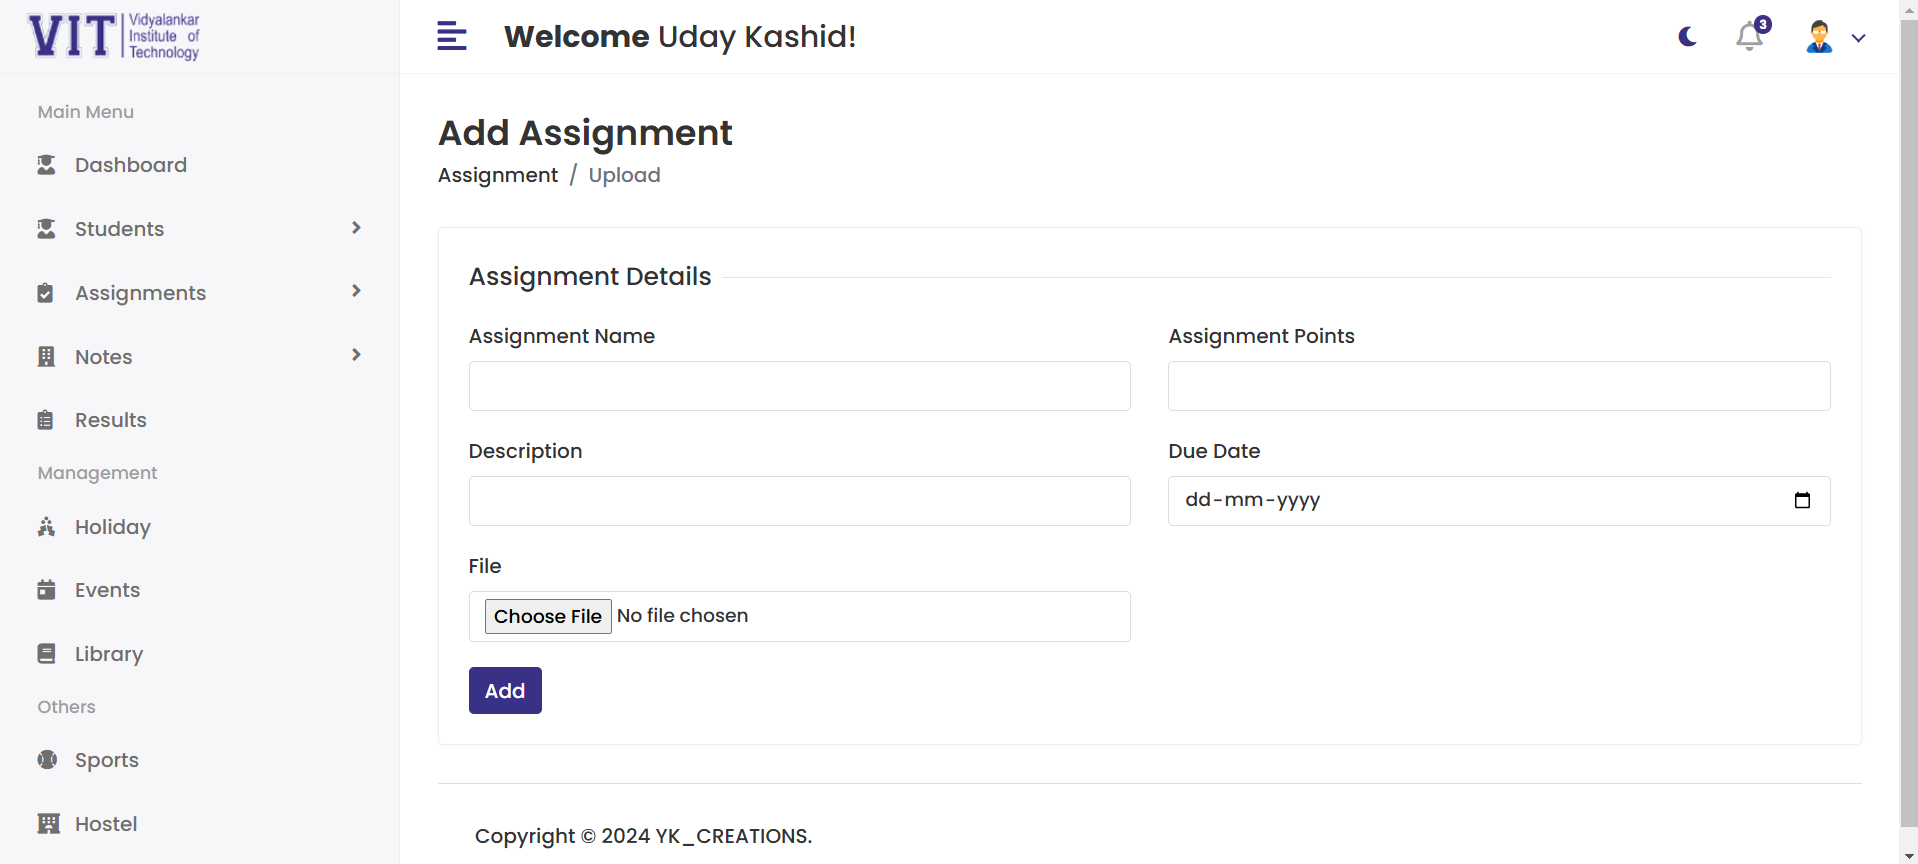 VIT Vidyalankar
Institute of
Technology
Welcome Uday Kashid!
3
Main Menu
Dashboard
Students
Assignments
Notes
Results
Management
Holiday
Events
Library
Others
Sports
Hostel
Add Assignment
Assignment / Upload
Assignment Details
Assignment Name
Assignment Points
Description
Due Date
dd-mm-yyyy
File
Choose File No file chosen
Add
Copyright © 2024 YK_CREATIONS.